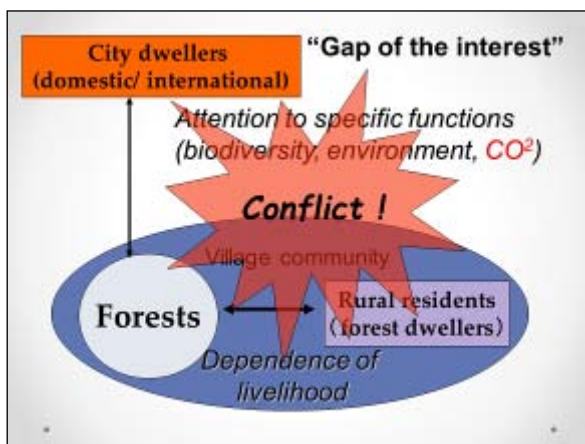 City dwellers
(domestic/ international)
“Gap of the interest”
Attention to specific functions
(biodiversity, environment, CO²)
Conflict !
Village community
Forests
Rural residents
(forest dwellers)
Dependence of
livelihood